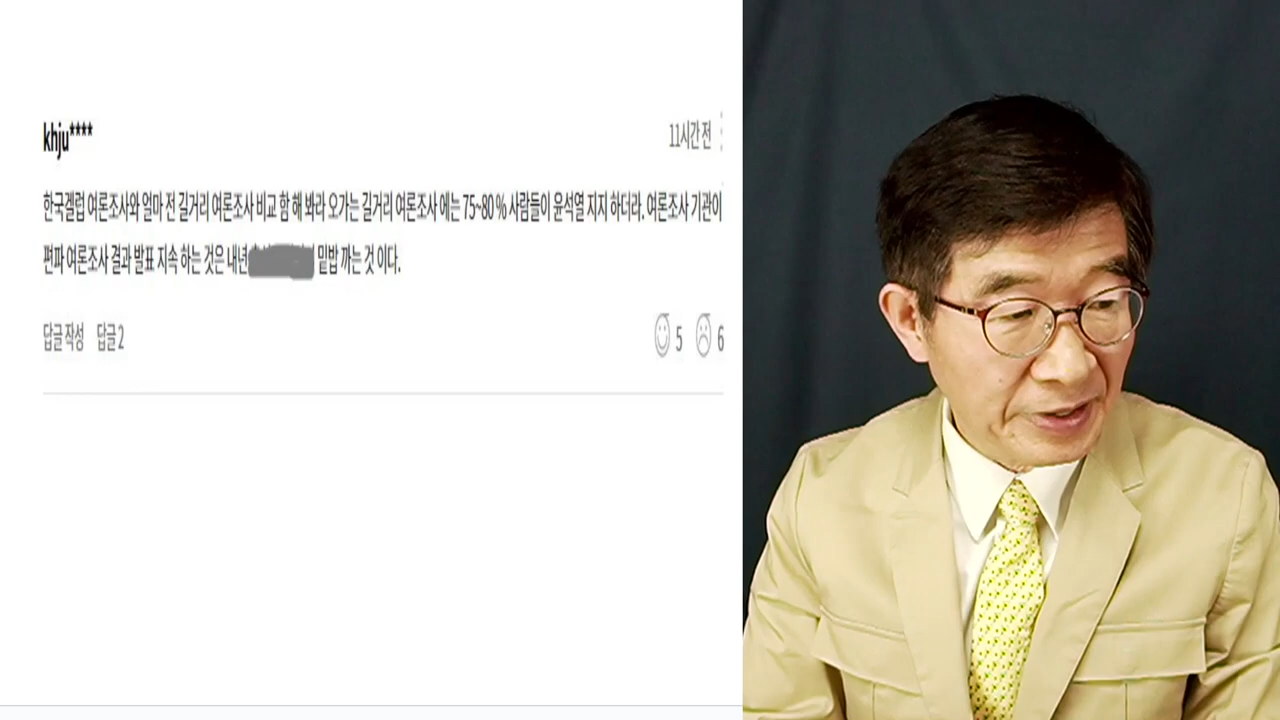 khju****
11시간 전
한국겔럽 여론조사와 얼마 전 길거리 여론조사 비교 함 해 봐라 오가는 길거리 여론조사 에는 75~80 % 사람들이 윤석열 지지 하더라. 여론조사 기관이
편파 여론조사 결과 발표 지속 하는 것은 내년 밑밥 까는 것 이다.
답글 작성 답글 2
5 6